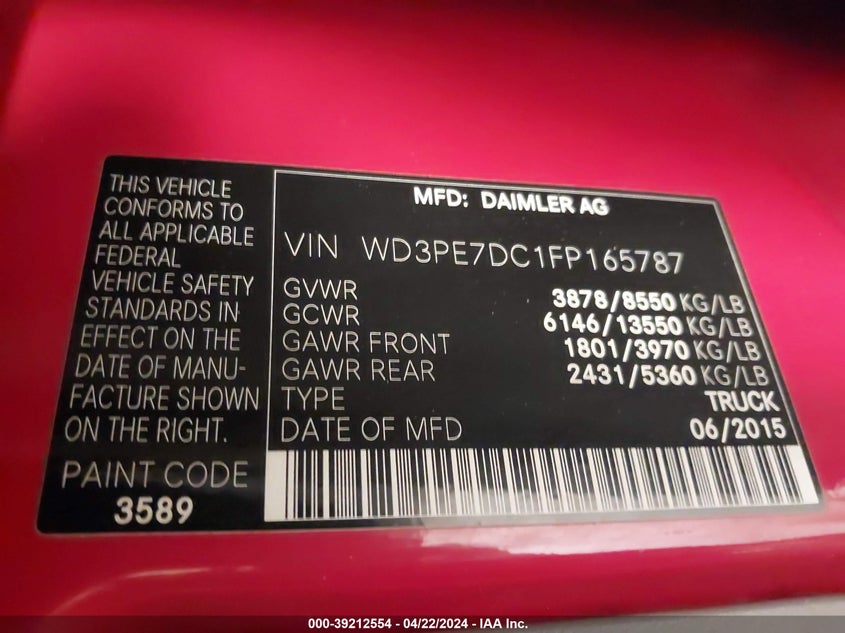 THIS VEHICLE
CONFORMS TO
ALL APPLICABLE
FEDERAL
VEHICLE SAFETY
STANDARDS IN
EFFECT ON THE
DATE OF MANU-
FACTURE SHOWN
ON THE RIGHT.
PAINT CODE
3589
MFD: DAIMLER AG
VIN WD3PE7DC1FP165787
GVWR 3878/8550 KG/LB
GCWR 6146/13550 KG/LB
GAWR FRONT 1801/3970 KG/LB
GAWR REAR 2431/5360 KG/LB
TYPE TRUCK
DATE OF MFD 06/2015
000-39212554 - 04/22/2024 - IAA Inc.